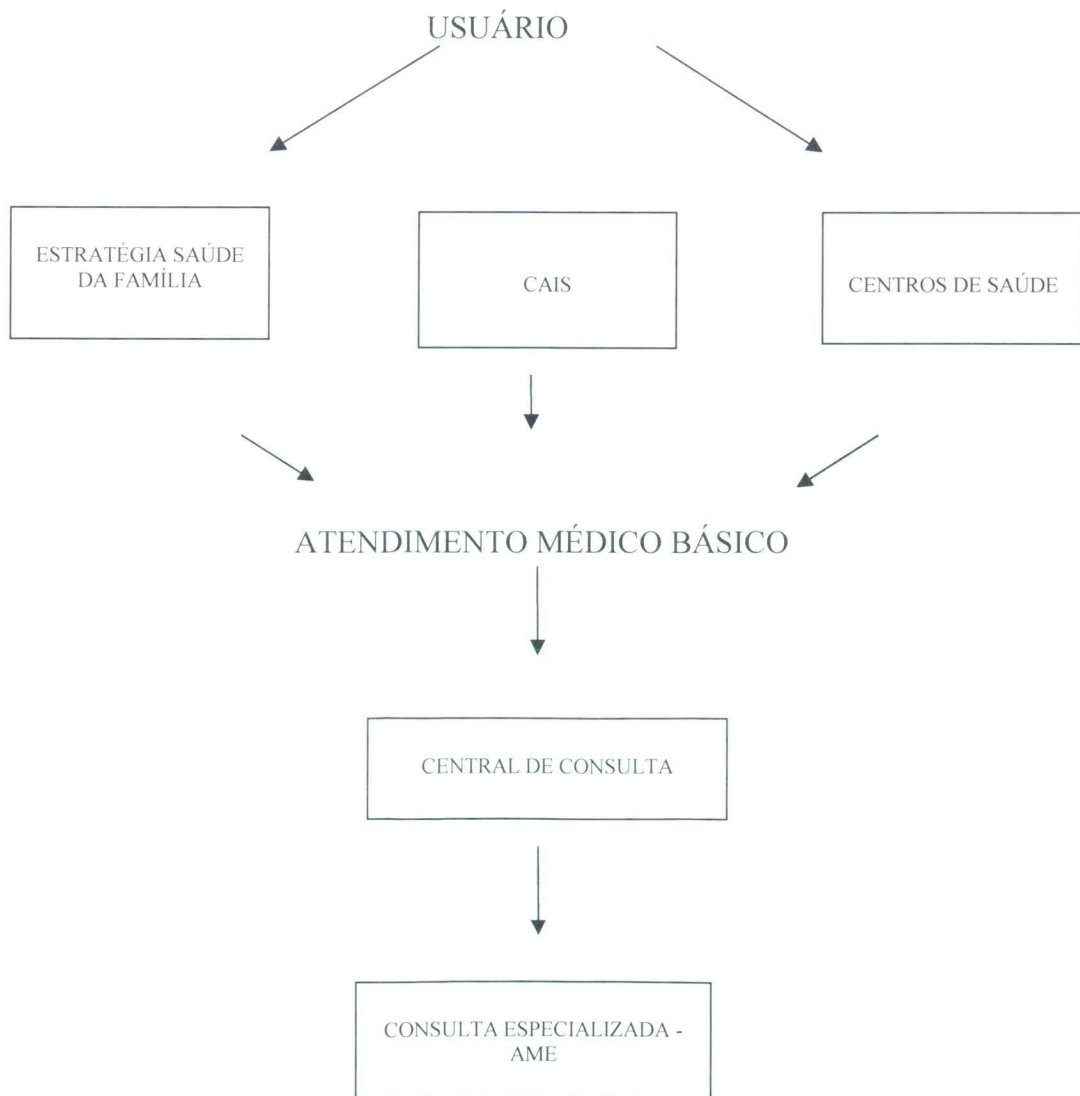 USUÁRIO
ESTRATÉGIA SAÚDE
DA FAMÍLIA
CAIS
CENTROS DE SAÚDE
ATENDIMENTO MÉDICO BÁSICO
CENTRAL DE CONSULTA
CONSULTA ESPECIALIZADA -
AME